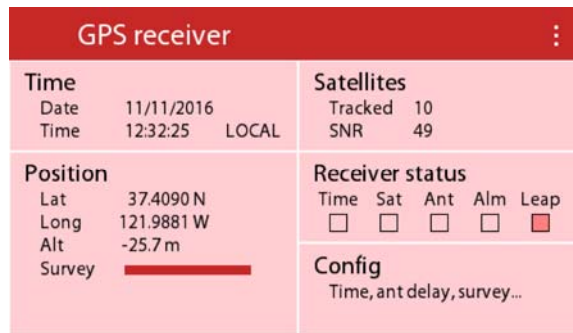 GPS receiver
Time
Date 11/11/2016
Time 12:32:25 LOCAL
Position
Lat 37.4090 N
Long 121.9881 W
Alt -25.7 m
Survey
Satellites
Tracked 10
SNR 49
Receiver status
Time Sat Ant Alm Leap
Config
Time, ant delay, survey...